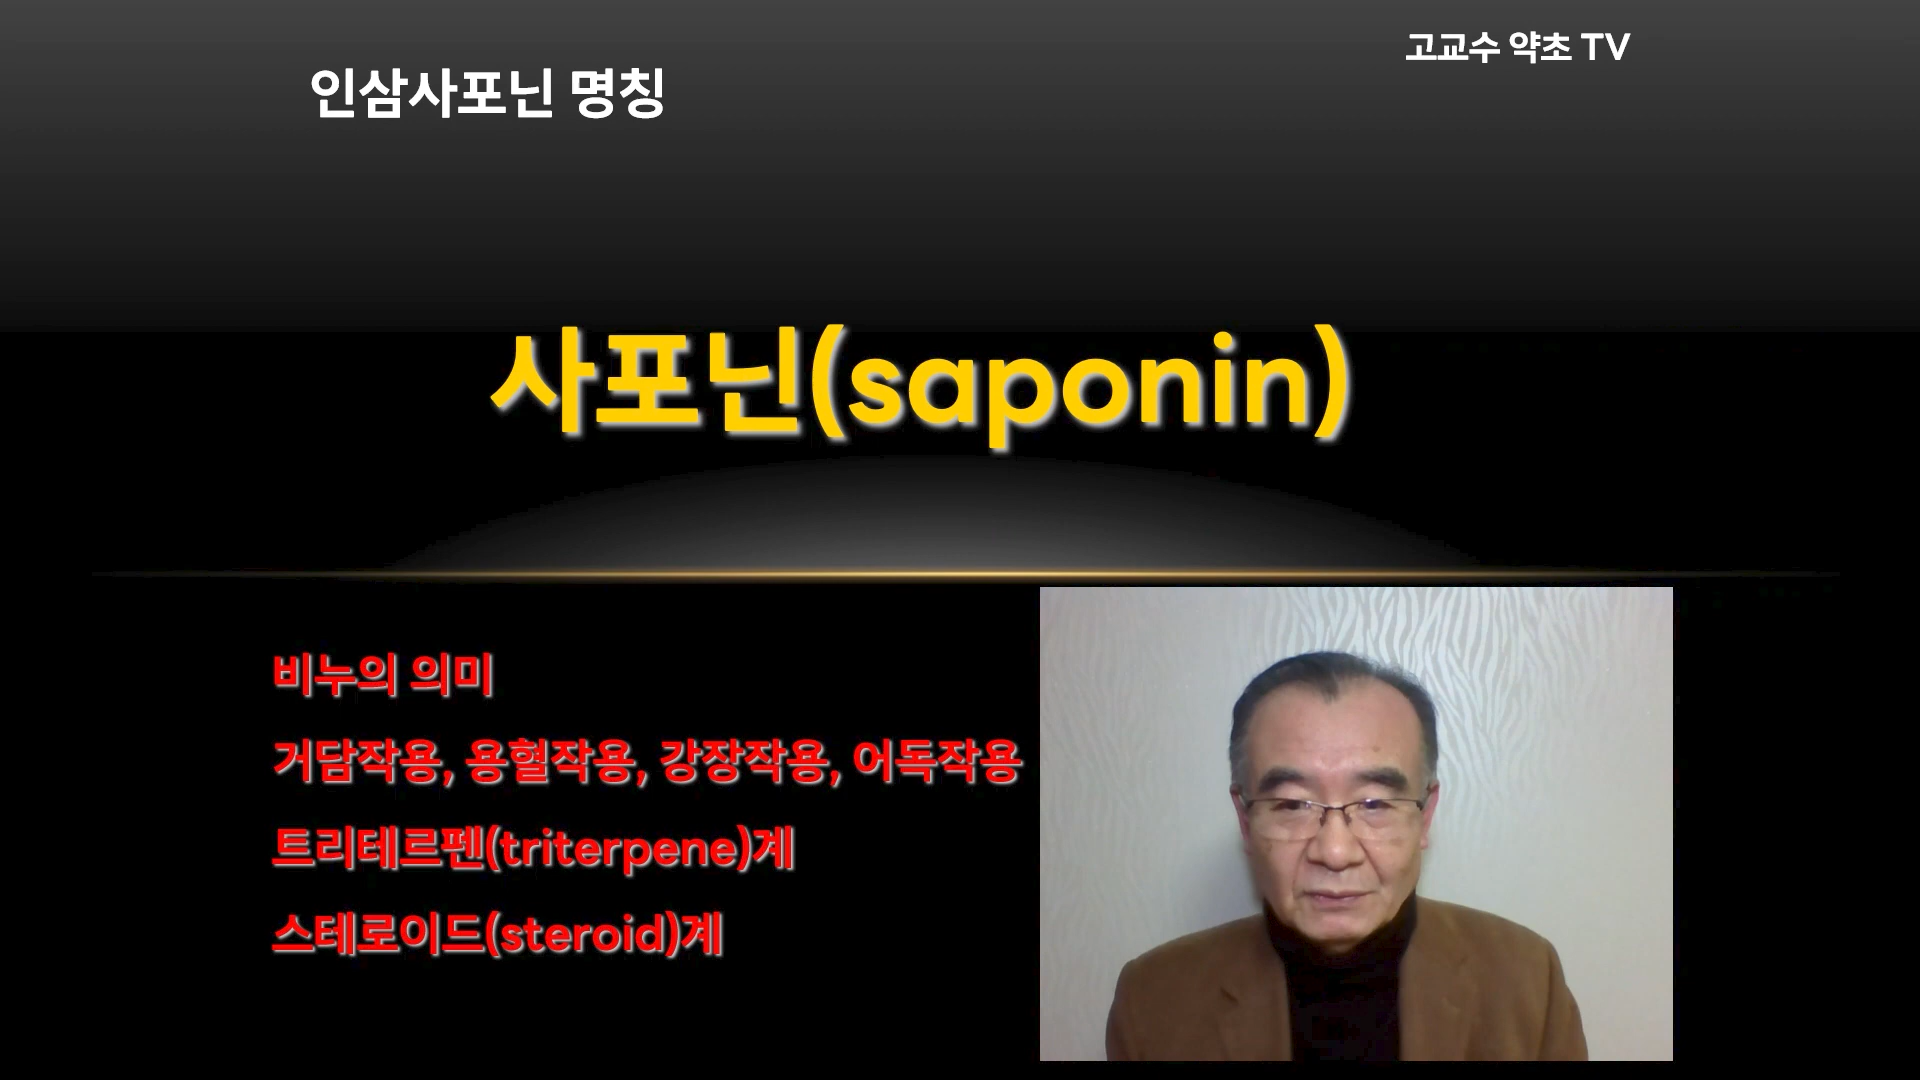 고교수 약초 TV
인삼사포닌 명칭
사포닌(saponin)
비누의 의미
거담작용, 용혈작용, 강장작용, 어독작용
트리테르펜(triterpene)계
스테로이드(steroid)계